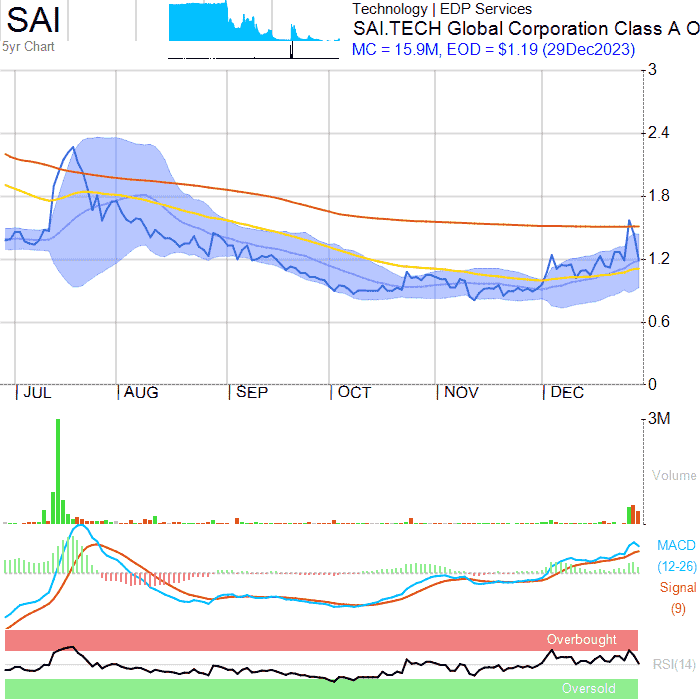 SAI
5yr Chart
Technology | EDP Services
SAI.TECH Global Corporation Class A O
MC = 15.9M, EOD = $1.19 (29Dec2023)
3
2.4
1.8
1.2
0.6
0
JUL AUG SEP OCT NOV DEC
3M
Volume
MACD
(12-26)
Signal
(9)
Overbought
RSI(14)
Oversold